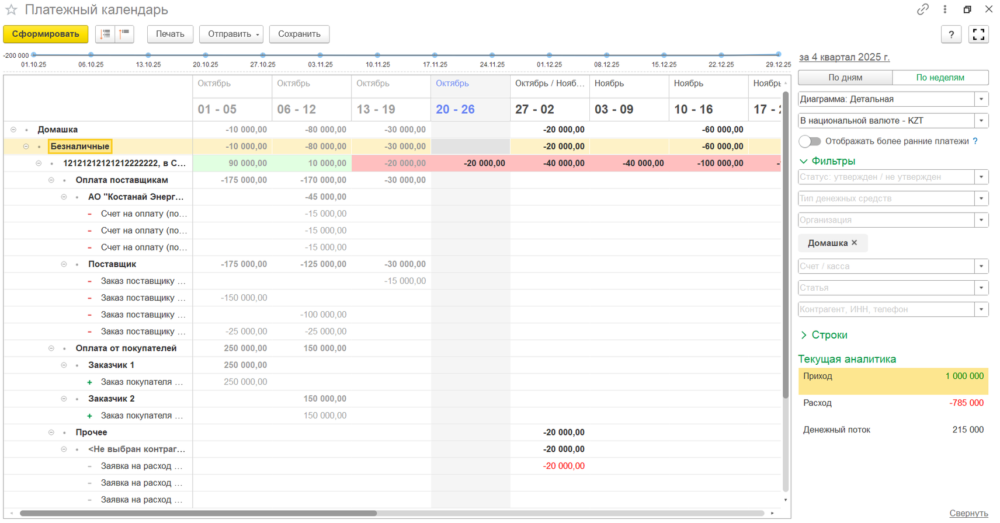 Платежный календарь
Сформировать Печать Отправить Сохранить ?
-200 000
01.10.25 06.10.25 13.10.25 20.10.25 27.10.25 03.11.25 10.11.25 17.11.25 24.11.25 01.12.25 08.12.25 15.12.25 22.12.25 29.12.25
Октябрь Октябрь Октябрь Октябрь Октябрь / Нояб... Ноябрь Ноябрь Ноябрь
01 - 05 06 - 12 13 - 19 20 - 26 27 - 02 03 - 09 10 - 16 17 -
Домашка -10 000,00 -80 000,00 -30 000,00 -20 000,00 -60 000,00
Безналичные -10 000,00 -80 000,00 -30 000,00 -20 000,00 -60 000,00
12121212121212222222, в С... 90 000,00 10 000,00 -20 000,00 -20 000,00 -40 000,00 -40 000,00 -100 000,00 -
Оплата поставщикам -175 000,00 -170 000,00 -30 000,00
АО "Костанай Энерг... -45 000,00
- Счет на оплату (по... -15 000,00
- Счет на оплату (по... -15 000,00
- Счет на оплату (по... -15 000,00
Поставщик -175 000,00 -125 000,00 -30 000,00
- Заказ поставщику ... -15 000,00
- Заказ поставщику ... -150 000,00
- Заказ поставщику ... -100 000,00
- Заказ поставщику ... -25 000,00 -25 000,00
Оплата от покупателей 250 000,00 150 000,00
Заказчик 1 250 000,00
+ Заказ покупателя ... 250 000,00
Заказчик 2 150 000,00
+ Заказ покупателя ... 150 000,00
Прочее -20 000,00
<Не выбран контраг... -20 000,00
- Заявка на расход ... -20 000,00
- Заявка на расход ...
- Заявка на расход ...
за 4 квартал 2025 г.
По дням По неделям
Диаграмма: Детальная
В национальной валюте - KZT
Отображать более ранние платежи ?
Фильтры
Статус: утвержден / не утвержден
Тип денежных средств
Организация
Домашка ×
Счет / касса
Статья
Контрагент, ИНН, телефон
Строки
Текущая аналитика
Приход 1 000 000
Расход -785 000
Денежный поток 215 000
Свернуть